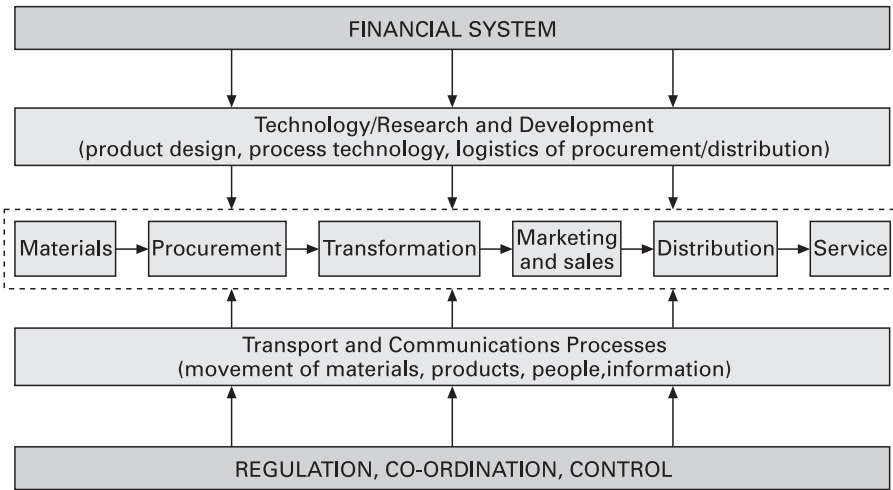 FINANCIAL SYSTEM
Technology/Research and Development
(product design, process technology, logistics of procurement/distribution)
Materials
Procurement
Transformation
Marketing
and sales
Distribution
Service
Transport and Communications Processes
(movement of materials, products, people,information)
REGULATION, CO-ORDINATION, CONTROL